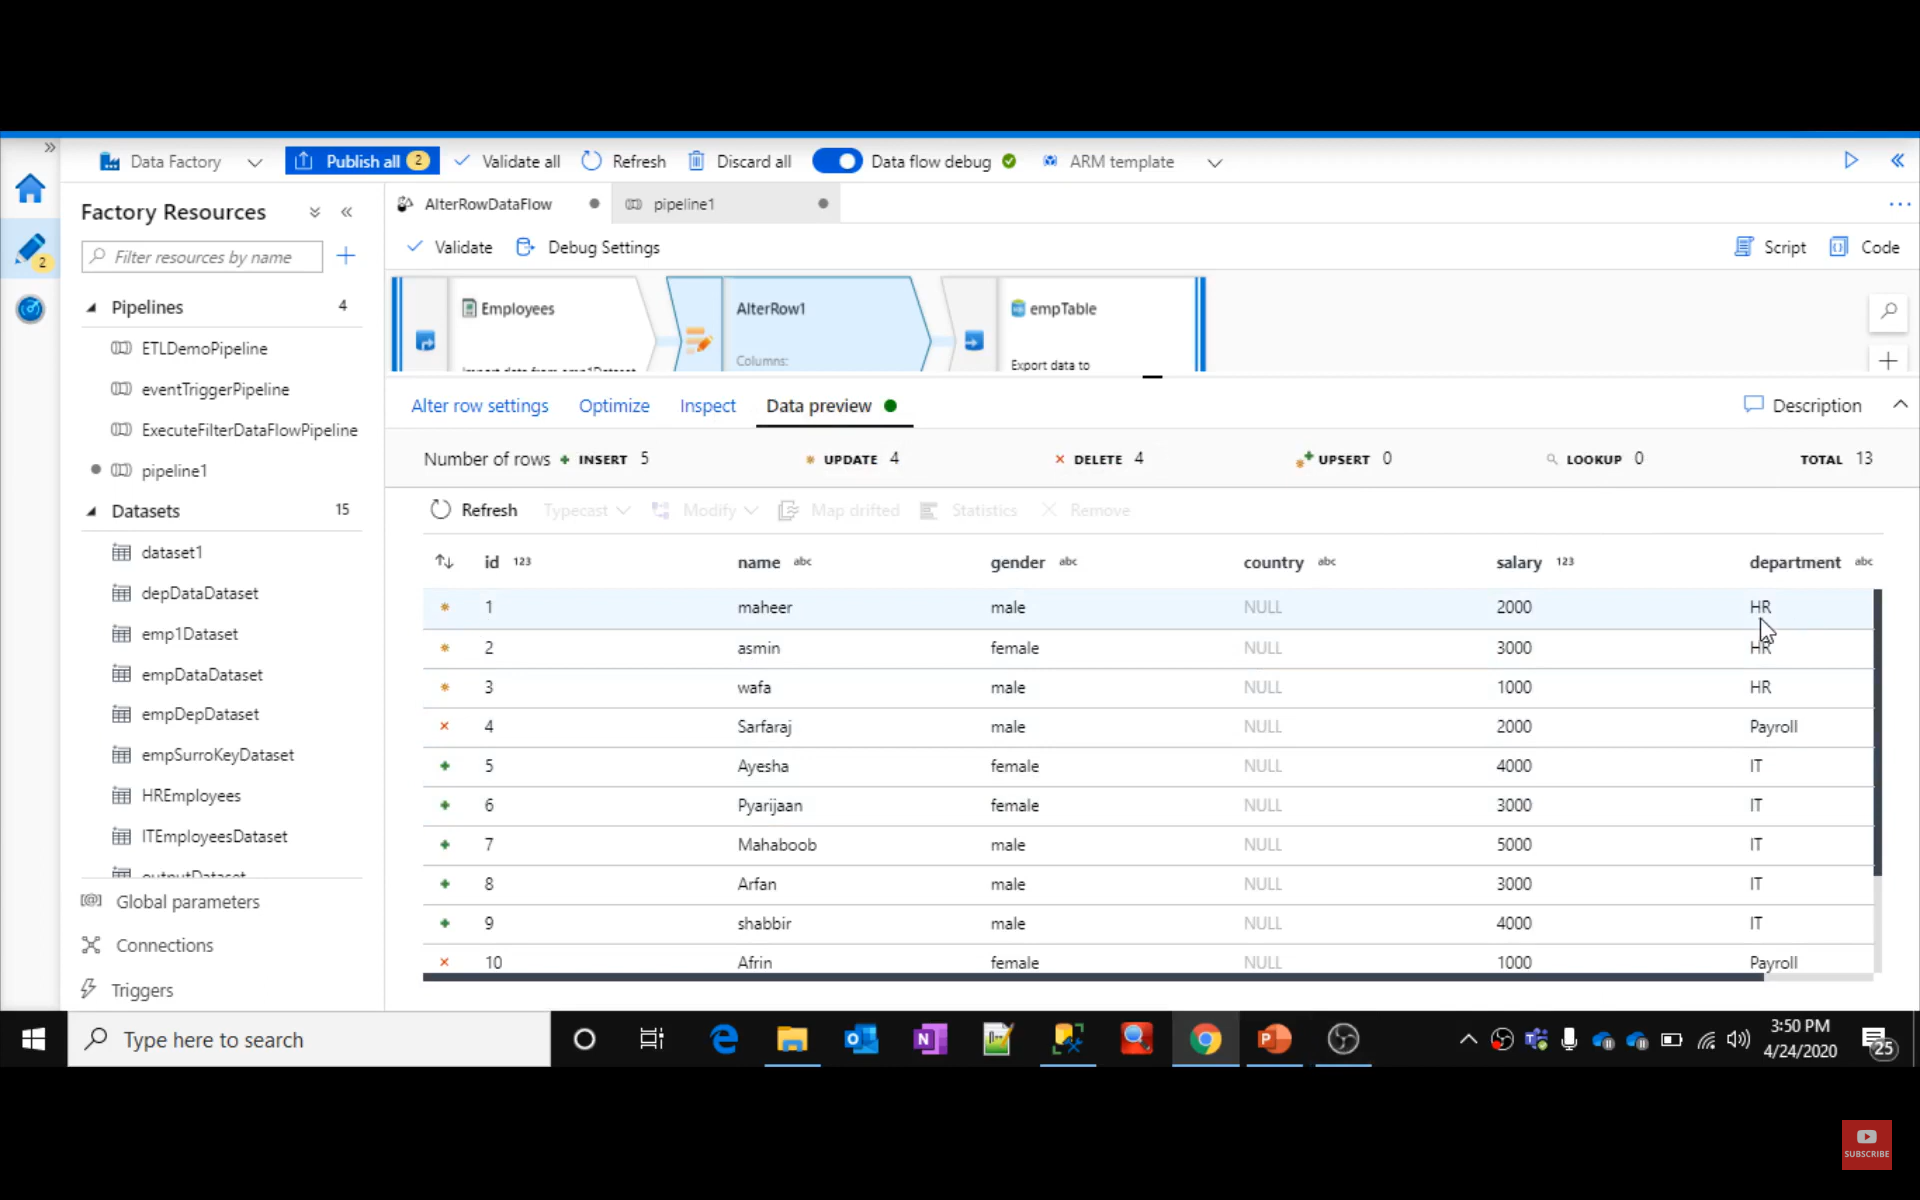 Data Factory Publish all 2 Validate all Refresh Discard all Data flow debug ARM template
Factory Resources
Filter resources by name
2
Pipelines 4
ETLDemoPipeline
eventTriggerPipeline
ExecuteFilterDataFlowPipeline
pipeline1
Datasets 15
dataset1
depDataDataset
emp1Dataset
empDataDataset
empDepDataset
empSurroKeyDataset
HREmployees
ITEmployeesDataset
outputDataset
Global parameters
Connections
Triggers
AlterRowDataFlow pipeline1
Validate Debug Settings Script Code
Employees AlterRow1 empTable
Import data from emp1Dataset Columns: Export data to
Alter row settings Optimize Inspect Data preview Description
Number of rows INSERT 5 UPDATE 4 DELETE 4 UPSERT 0 LOOKUP 0 TOTAL 13
Refresh Typecast Modify Map drifted Statistics Remove
id 123 name abc gender abc country abc salary 123 department abc
1 maheer male NULL 2000 HR
2 asmin female NULL 3000 HR
3 wafa male NULL 1000 HR
4 Sarfaraj male NULL 2000 Payroll
5 Ayesha female NULL 4000 IT
6 Pyarijaan female NULL 3000 IT
7 Mahaboob male NULL 5000 IT
8 Arfan male NULL 3000 IT
9 shabbir male NULL 4000 IT
10 Afrin female NULL 1000 Payroll
Type here to search
3:50 PM
4/24/2020
25
SUBSCRIBE